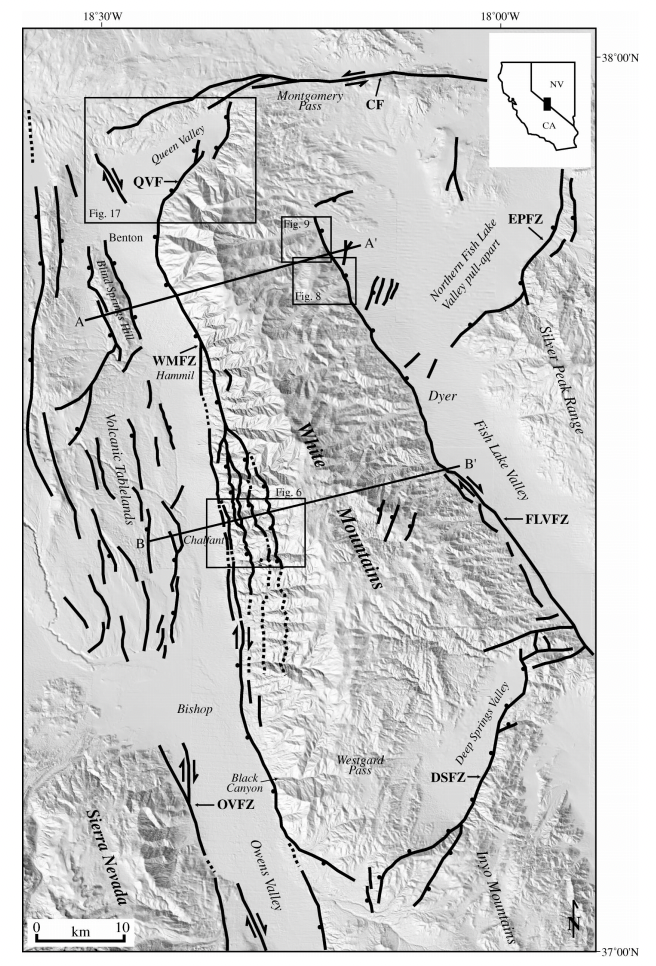 18°30'W
18°00'W
38°00'N
NV
CA
Montgomery
Pass
CF
Queen Valley
QVF
Fig. 17
Benton
Fig. 9
A'
EPFZ
Northern Fish Lake
Valley pull-apart
Fig. 8
Blind Springs Hill
A
Silver Peak Range
WMFZ
Hammil
Dyer
White
Mountains
Volcanic Tablelands
Fish Lake Valley
B'
Fig. 6
FLVFZ
B
Chalfant
Bishop
Deep Springs Valley
Westgard
Pass
Black
Canyon
DSFZ
OVFZ
Sierra Nevada
Owens Valley
Inyo Mountains
0 km 10
N
37°00'N